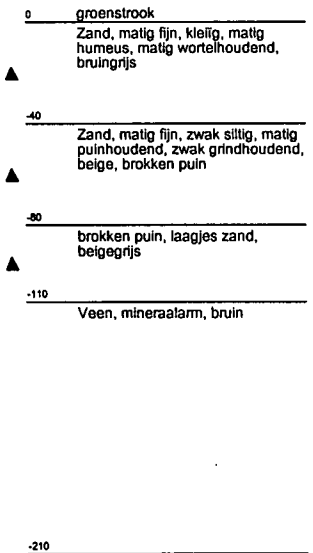 0 groenstrook
Zand, matig fijn, kleiïg, matig
humeus, matig wortelhoudend,
bruingrijs
-40
Zand, matig fijn, zwak siltig, matig
puinhoudend, zwak grindhoudend,
beige, brokken puin
-80
brokken puin, laagjes zand,
beigegrijs
-110
Veen, mineraalarm, bruin
-210